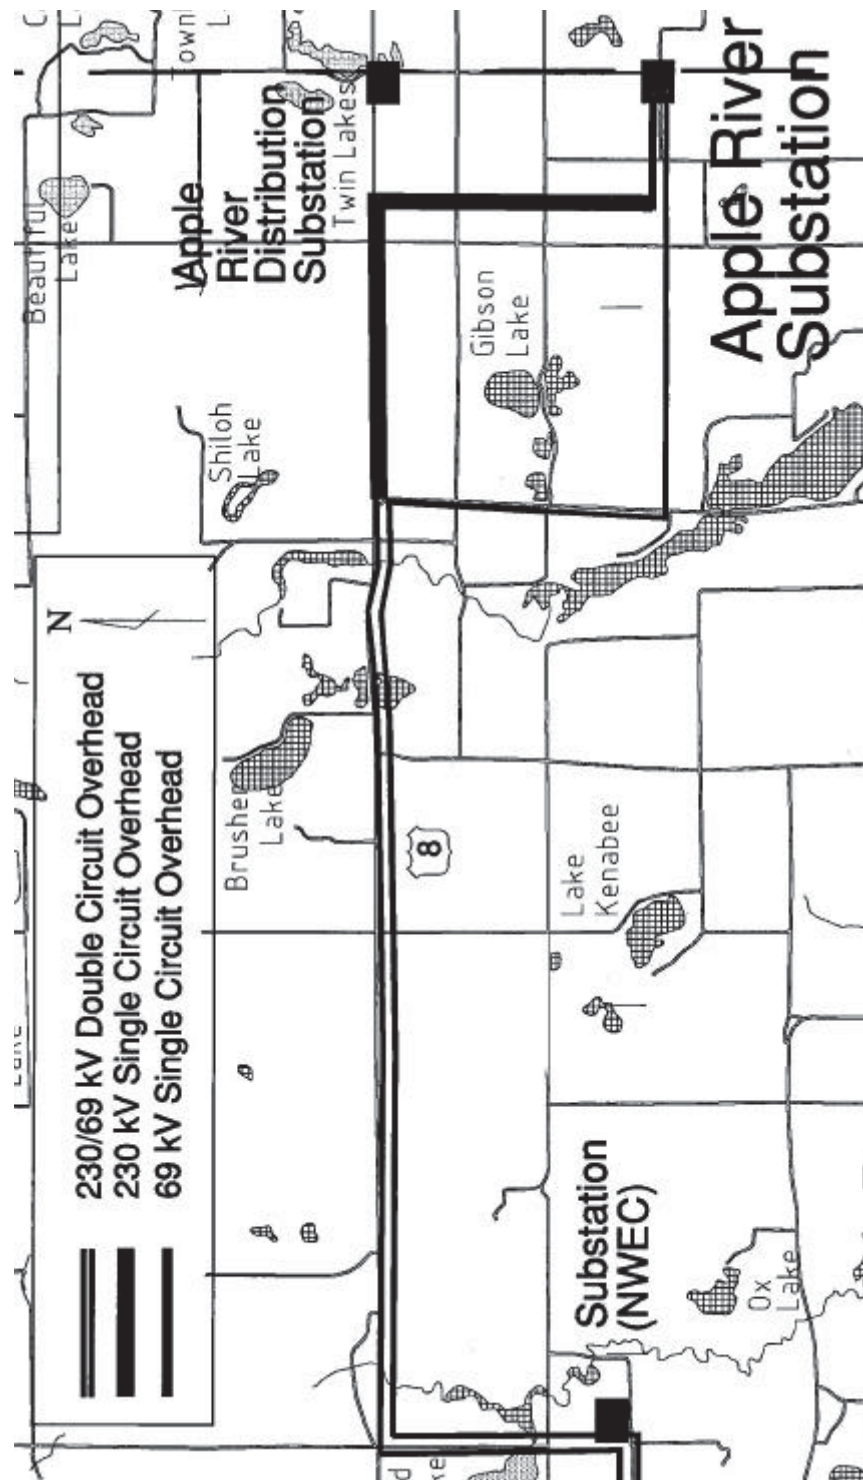 230/69 kV Double Circuit Overhead
230 kV Single Circuit Overhead
69 kV Single Circuit Overhead
N
Beautiful
Lake
Apple
River
Distribution
Substation
Twin Lakes
Apple River
Substation
Gibson
Lake
Shiloh
Lake
8
Lake
Kenabee
Substation
(NWEC)
Ox
Lake